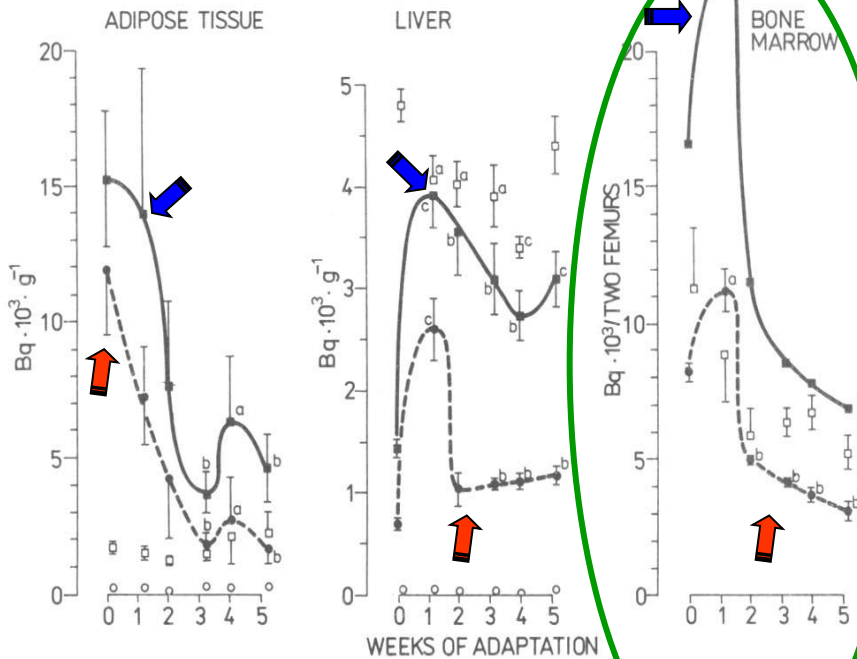 ADIPOSE TISSUE
Bq·10³·g⁻¹
20
15
10
5
0
a
b
b
b
a
b
0 1 2 3 4 5
LIVER
Bq·10³·g⁻¹
5
4
3
2
1
0
a
a
a
c
c
b
b
b
c
c
b
b
b
0 1 2 3 4 5
WEEKS OF ADAPTATION
BONE
MARROW
Bq·10³/TWO FEMURS
20
15
10
5
0
a
b
b
b
b
0 1 2 3 4 5